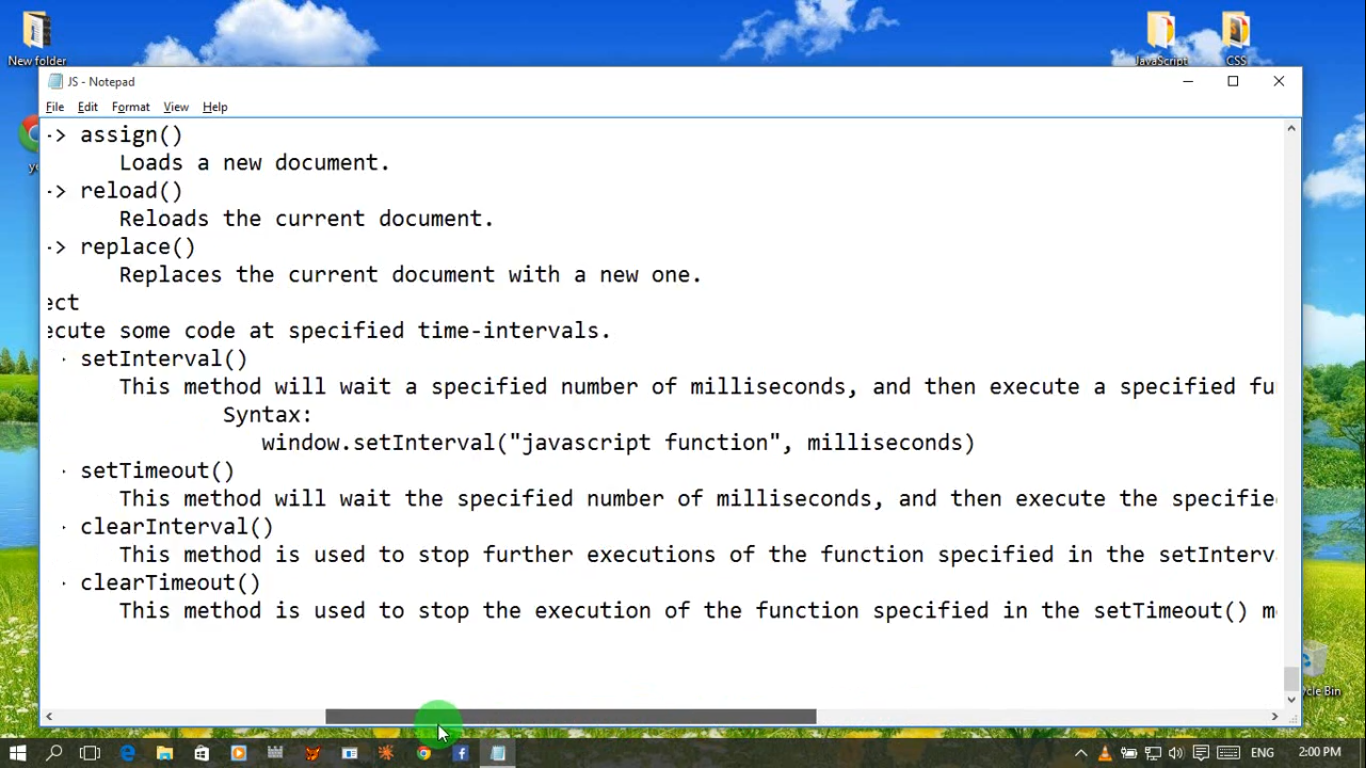 New folder
JavaScript
CSS
JS - Notepad
File Edit Format View Help
-> assign()
Loads a new document.
-> reload()
Reloads the current document.
-> replace()
Replaces the current document with a new one.
ect
ecute some code at specified time-intervals.
setInterval()
This method will wait a specified number of milliseconds, and then execute a specified fu
Syntax:
window.setInterval("javascript function", milliseconds)
setTimeout()
This method will wait the specified number of milliseconds, and then execute the specifie
clearInterval()
This method is used to stop further executions of the function specified in the setInterv
clearTimeout()
This method is used to stop the execution of the function specified in the setTimeout() m
ycle Bin
ENG
2:00 PM